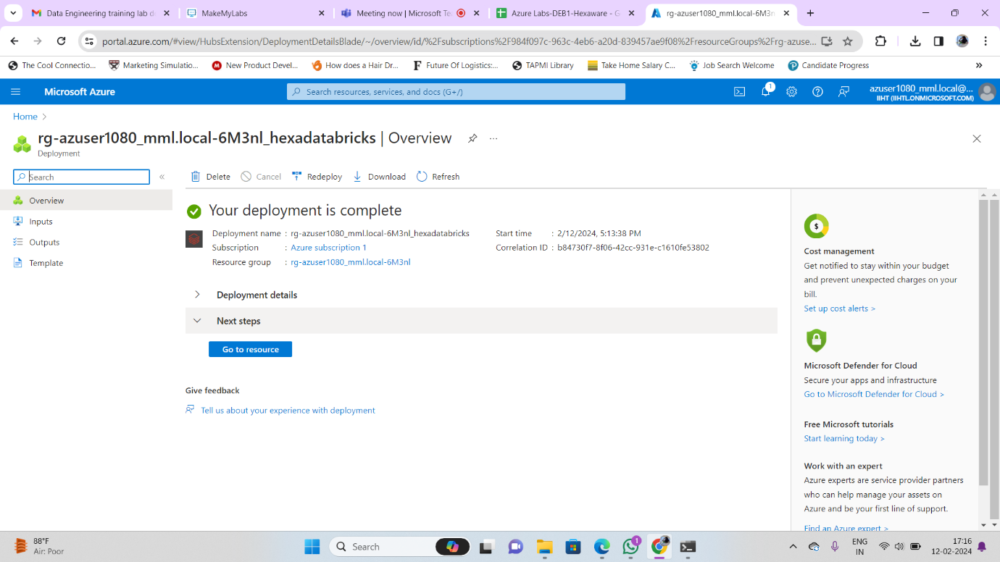 Data Engineering training lab d
MakeMyLabs
Meeting now | Microsoft Te
Azure Labs-DEB1-Hexaware - G
rg-azuser1080_mml.local-6M3n
portal.azure.com/#view/HubsExtension/DeploymentDetailsBlade/~/overview/id/%2Fsubscriptions%2F984f097c-963c-4eb6-a20d-839457ae9f08%2FresourceGroups%2Frg-azuse...
The Cool Connectio...
Marketing Simulatio...
New Product Devel...
How does a Hair Dr...
Future Of Logistics:...
TAPMI Library
Take Home Salary C...
Job Search Welcome
Candidate Progress
Microsoft Azure
Search resources, services, and docs (G+/)
1
azuser1080_mml.local@...
IIHT (IIHTL.ONMICROSOFT.COM)
Home
rg-azuser1080_mml.local-6M3nl_hexadatabricks | Overview
Deployment
Search
Delete
Cancel
Redeploy
Download
Refresh
Overview
Inputs
Outputs
Template
Your deployment is complete
Deployment name : rg-azuser1080_mml.local-6M3nl_hexadatabricks
Subscription : Azure subscription 1
Resource group : rg-azuser1080_mml.local-6M3nl
Start time : 2/12/2024, 5:13:38 PM
Correlation ID : b84730f7-8f06-42cc-931e-c1610fe53802
Deployment details
Next steps
Go to resource
Give feedback
Tell us about your experience with deployment
Cost management
Get notified to stay within your budget
and prevent unexpected charges on your
bill.
Set up cost alerts >
Microsoft Defender for Cloud
Secure your apps and infrastructure
Go to Microsoft Defender for Cloud >
Free Microsoft tutorials
Start learning today >
Work with an expert
Azure experts are service provider partners
who can help manage your assets on
Azure and be your first line of support.
Find an Azure expert >
88°F
Air: Poor
Search
1
ENG
IN
17:16
12-02-2024